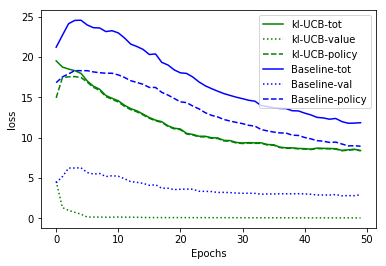 25
20
15
10
5
0
loss
0
10
20
30
40
50
Epochs
kl-UCB-tot
kl-UCB-value
kl-UCB-policy
Baseline-tot
Baseline-val
Baseline-policy